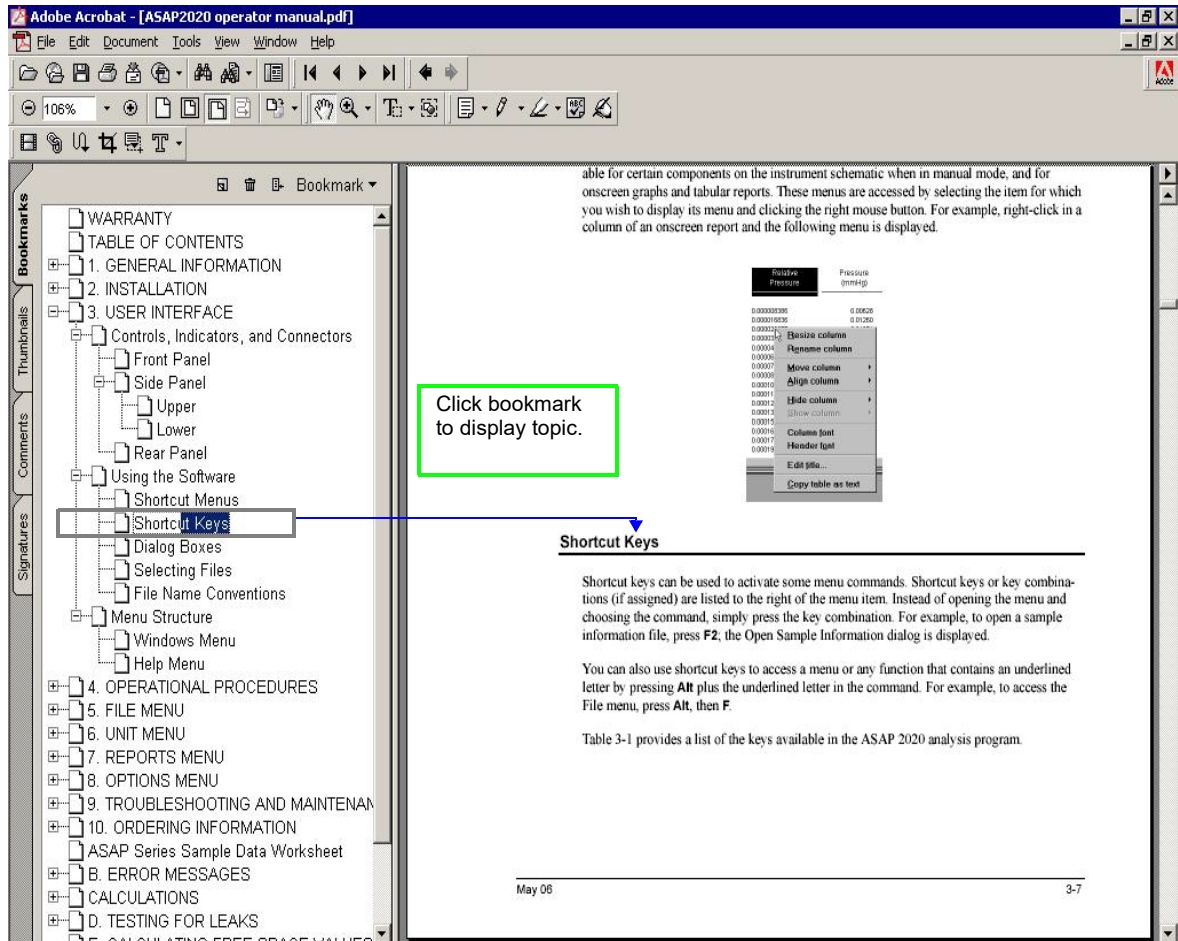 Adobe Acrobat - [ASAP2020 operator manual.pdf]
File Edit Document Tools View Window Help
Adobe
106%
Bookmarks
Thumbnails
Comments
Signatures
Bookmark
WARRANTY
TABLE OF CONTENTS
1. GENERAL INFORMATION
2. INSTALLATION
3. USER INTERFACE
Controls, Indicators, and Connectors
Front Panel
Side Panel
Upper
Lower
Rear Panel
Using the Software
Shortcut Menus
Shortcut Keys
Dialog Boxes
Selecting Files
File Name Conventions
Menu Structure
Windows Menu
Help Menu
4. OPERATIONAL PROCEDURES
5. FILE MENU
6. UNIT MENU
7. REPORTS MENU
8. OPTIONS MENU
9. TROUBLESHOOTING AND MAINTENAN
10. ORDERING INFORMATION
ASAP Series Sample Data Worksheet
B. ERROR MESSAGES
CALCULATIONS
D. TESTING FOR LEAKS
E. CALCULATING FREE SPACE VALUES
Click bookmark
to display topic.
able for certain components on the instrument schematic when in manual mode, and for
onscreen graphs and tabular reports. These menus are accessed by selecting the item for which
you wish to display its menu and clicking the right mouse button. For example, right-click in a
column of an onscreen report and the following menu is displayed.
Relative Pressure
Pressure (mmHg)
0.000008386 0.00628
0.000016836 0.01260
Resize column
Rename column
Move column
Align column
Hide column
Show column
Column font
Header font
Edit title...
Copy table as text
Shortcut Keys
Shortcut keys can be used to activate some menu commands. Shortcut keys or key combina-
tions (if assigned) are listed to the right of the menu item. Instead of opening the menu and
choosing the command, simply press the key combination. For example, to open a sample
information file, press F2; the Open Sample Information dialog is displayed.
You can also use shortcut keys to access a menu or any function that contains an underlined
letter by pressing Alt plus the underlined letter in the command. For example, to access the
File menu, press Alt, then F.
Table 3-1 provides a list of the keys available in the ASAP 2020 analysis program.
May 06 3-7